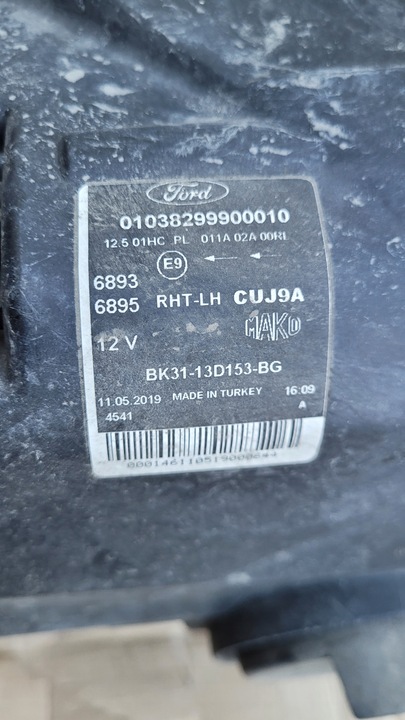 Ford
01038299900010
12.5 01HC PL 011A 02A 00RL
E9
6893
6895 RHT-LH CUJ9A
MAKO
12 V
BK31-13D153-BG
11.05.2019 MADE IN TURKEY 16:09
4541 A